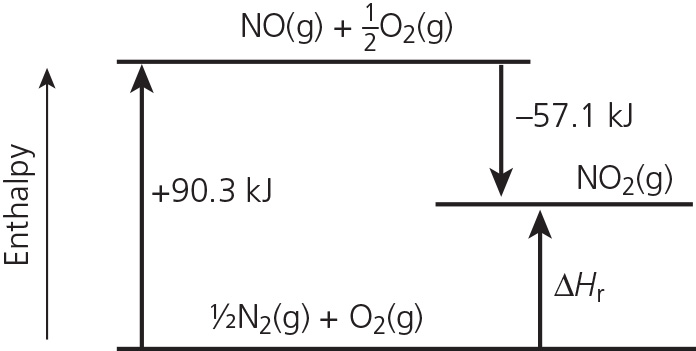 NO(g) + ½O₂(g)
−57.1 kJ
NO₂(g)
+90.3 kJ
Enthalpy
ΔHᵣ
½N₂(g) + O₂(g)